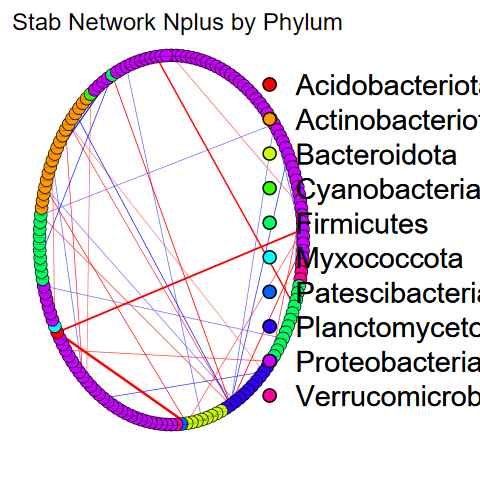 Stab Network Nplus by Phylum
Acidobacteriota
Actinobacteriot
Bacteroidota
Cyanobacteria
Firmicutes
Myxococcota
Patescibacteria
Planctomyceto
Proteobacteria
Verrucomicrob